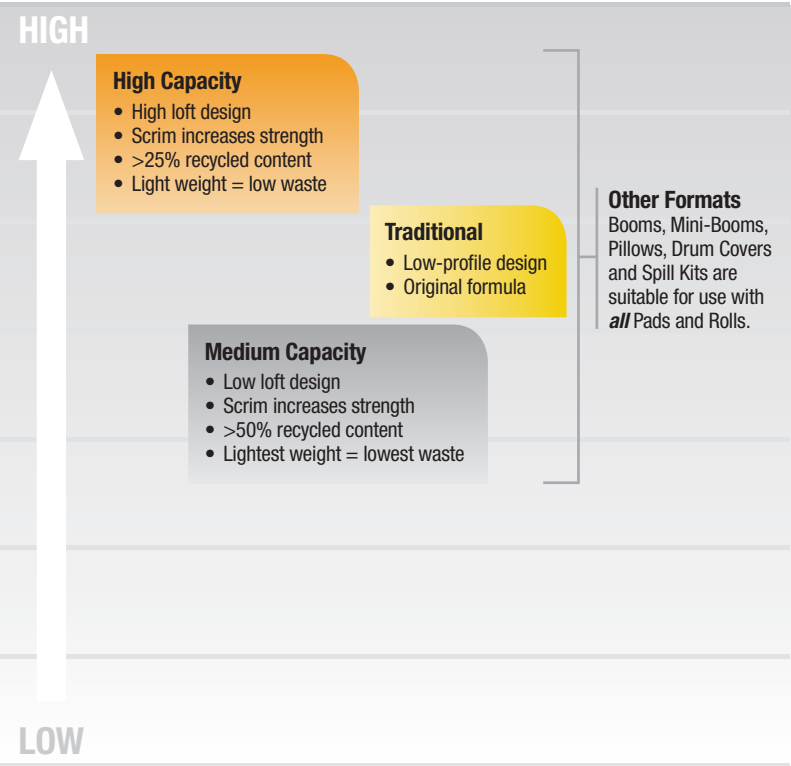 HIGH
High Capacity
• High loft design
• Scrim increases strength
• >25% recycled content
• Light weight = low waste
Traditional
• Low-profile design
• Original formula
Medium Capacity
• Low loft design
• Scrim increases strength
• >50% recycled content
• Lightest weight = lowest waste
Other Formats
Booms, Mini-Booms,
Pillows, Drum Covers
and Spill Kits are
suitable for use with
all Pads and Rolls.
LOW